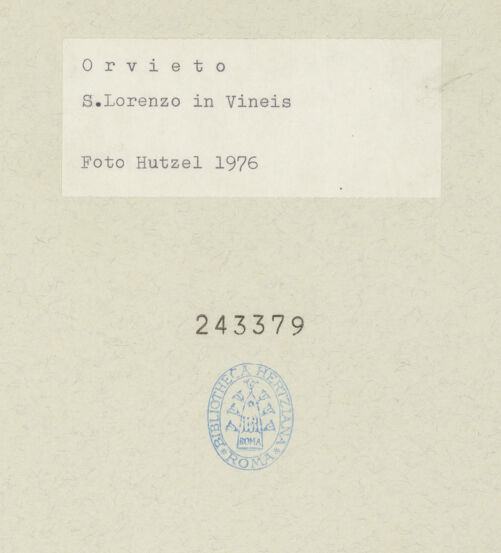 O r v i e t o
S.Lorenzo in Vineis
Foto Hutzel 1976
243379
BIBLIOTHECA HERTZIANA
ROMA
ROMA